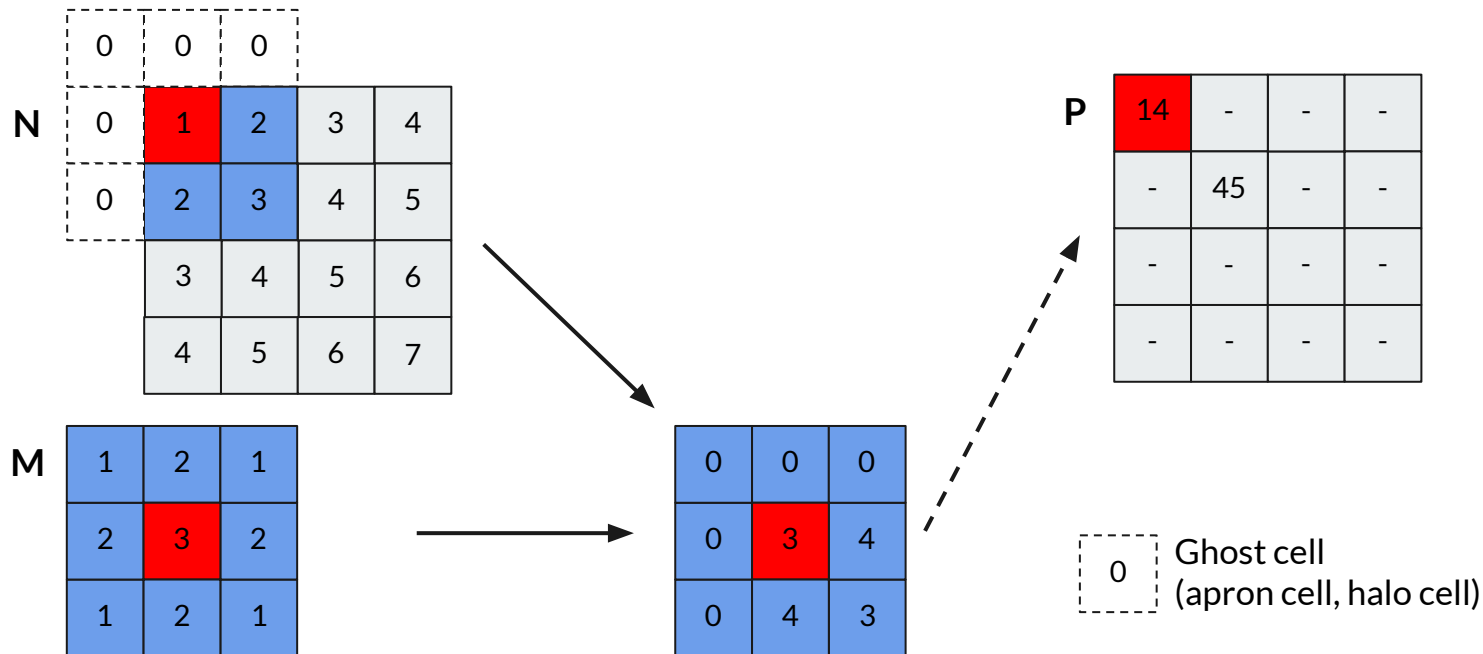 0 0 0
N 0 1 2 3 4
0 2 3 4 5
3 4 5 6
4 5 6 7
P 14 - - -
- 45 - -
- - - -
- - - -
M 1 2 1
2 3 2
1 2 1
0 0 0
0 3 4
0 4 3
0 Ghost cell
(apron cell, halo cell)